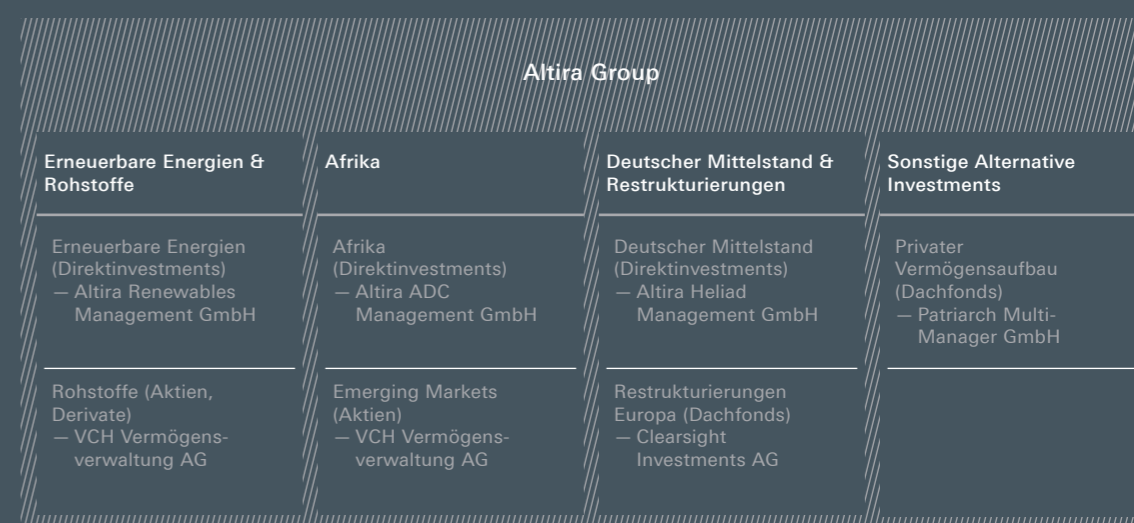 Altira Group
Erneuerbare Energien &
Rohstoffe
Erneuerbare Energien
(Direktinvestments)
— Altira Renewables
Management GmbH
Rohstoffe (Aktien,
Derivate)
— VCH Vermögens-
verwaltung AG
Afrika
Afrika
(Direktinvestments)
— Altira ADC
Management GmbH
Emerging Markets
(Aktien)
— VCH Vermögens-
verwaltung AG
Deutscher Mittelstand &
Restrukturierungen
Deutscher Mittelstand
(Direktinvestments)
— Altira Heliad
Management GmbH
Restrukturierungen
Europa (Dachfonds)
— Clearsight
Investments AG
Sonstige Alternative
Investments
Privater
Vermögensaufbau
(Dachfonds)
— Patriarch Multi-
Manager GmbH